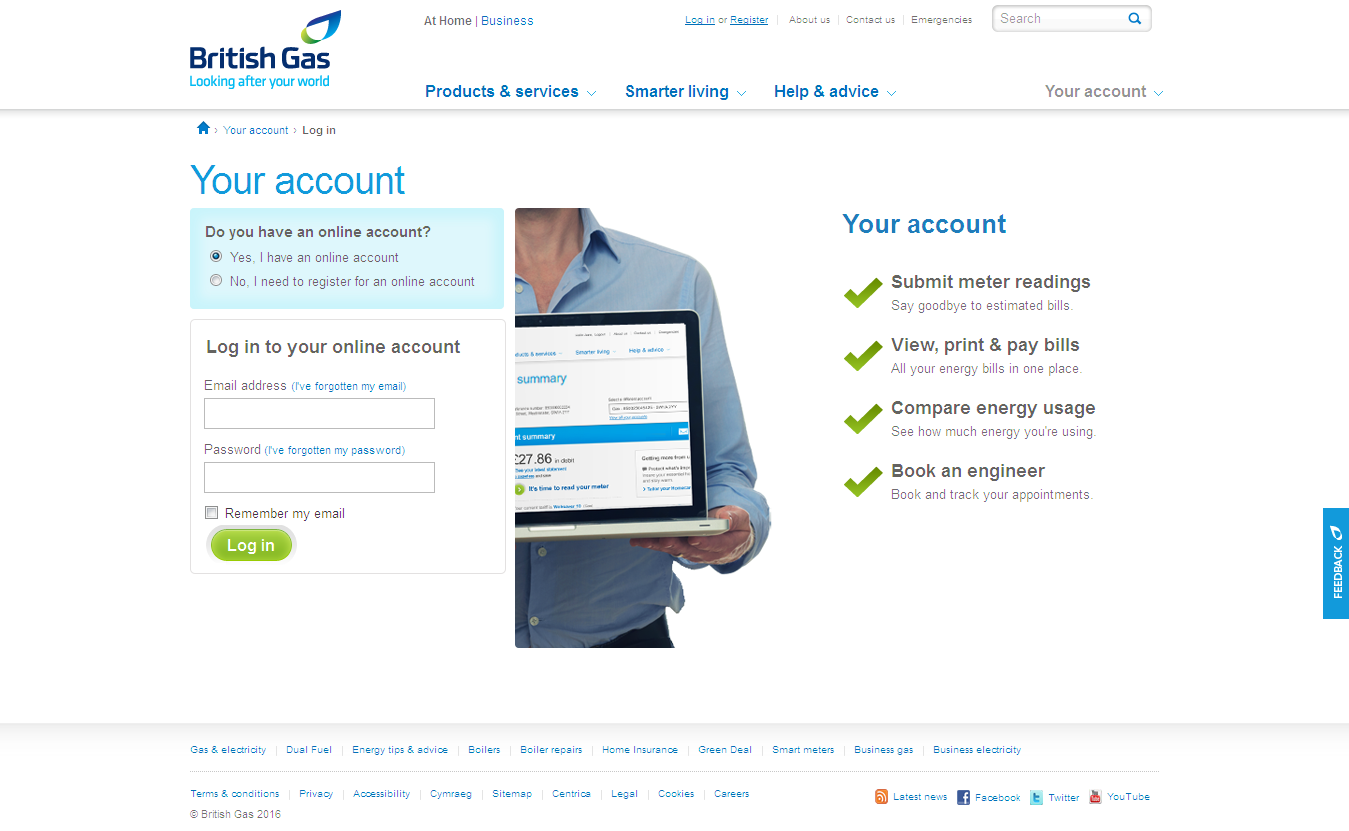 At Home | Business
Log in or Register
About us
Contact us
Emergencies
Search
British Gas
Looking after your world
Products & services
Smarter living
Help & advice
Your account
Your account › Log in
Your account
Do you have an online account?
Yes, I have an online account
No, I need to register for an online account
Log in to your online account
Email address (I've forgotten my email)
Password (I've forgotten my password)
Remember my email
Log in
Smarter living
Help & advice
summary
£27.86 in debit
It's time to read your meter
Your account
Submit meter readings
Say goodbye to estimated bills.
View, print & pay bills
All your energy bills in one place.
Compare energy usage
See how much energy you're using.
Book an engineer
Book and track your appointments.
FEEDBACK
Gas & electricity
Dual Fuel
Energy tips & advice
Boilers
Boiler repairs
Home Insurance
Green Deal
Smart meters
Business gas
Business electricity
Terms & conditions
Privacy
Accessibility
Cymraeg
Sitemap
Centrica
Legal
Cookies
Careers
Latest news
Facebook
Twitter
YouTube
© British Gas 2016